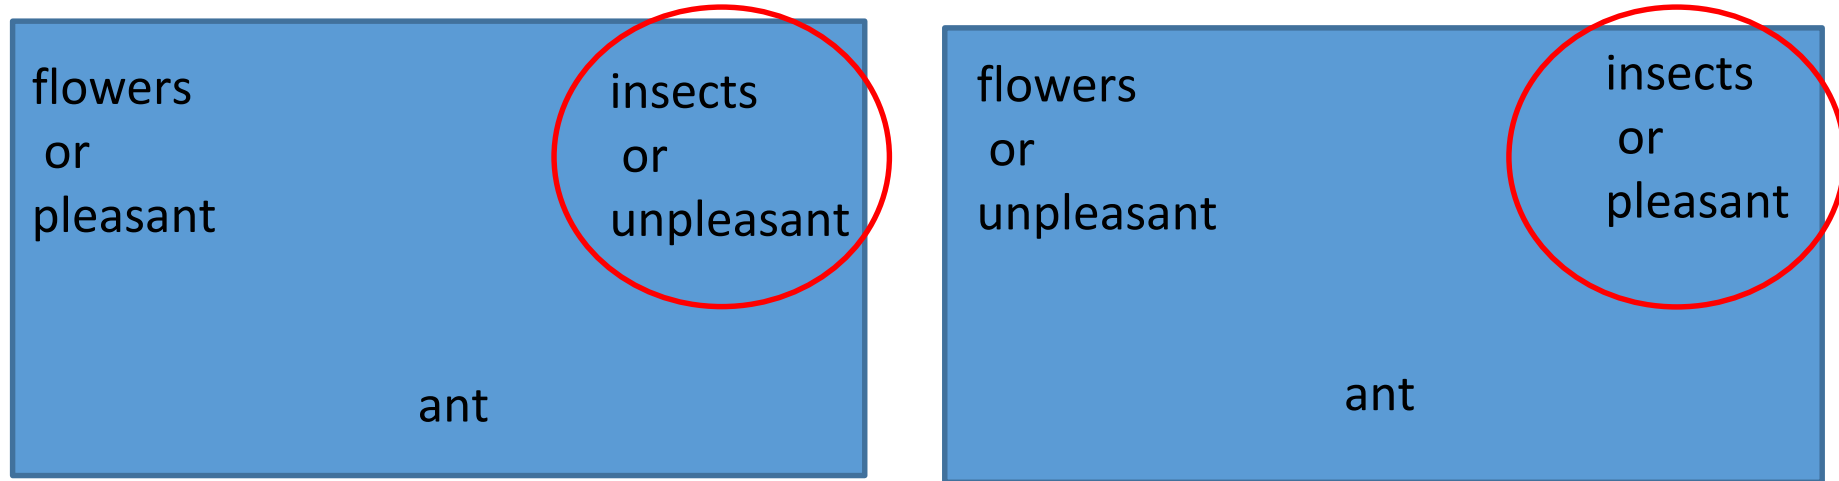 flowers
or
pleasant
insects
or
unpleasant
ant
flowers
or
unpleasant
insects
or
pleasant
ant